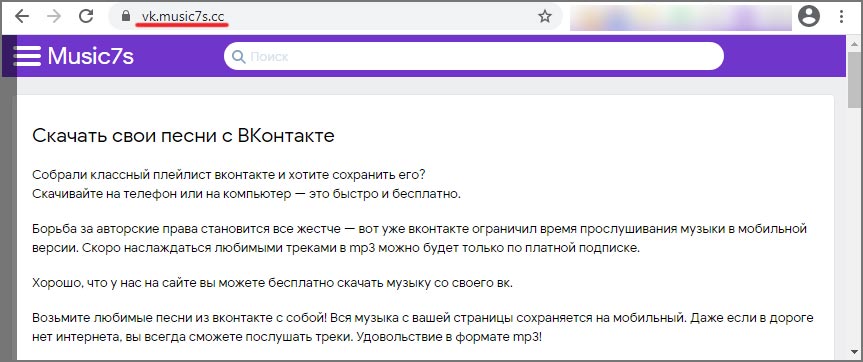 vk.music7s.cc
Music7s
Поиск
Скачать свои песни с ВКонтакте
Собрали классный плейлист вконтакте и хотите сохранить его?
Скачивайте на телефон или на компьютер — это быстро и бесплатно.
Борьба за авторские права становится все жестче — вот уже вконтакте ограничил время прослушивания музыки в мобильной
версии. Скоро наслаждаться любимыми треками в mp3 можно будет только по платной подписке.
Хорошо, что у нас на сайте вы можете бесплатно скачать музыку со своего вк.
Возьмите любимые песни из вконтакте с собой! Вся музыка с вашей страницы сохраняется на мобильный. Даже если в дороге
нет интернета, вы всегда сможете послушать треки. Удовольствие в формате mp3!